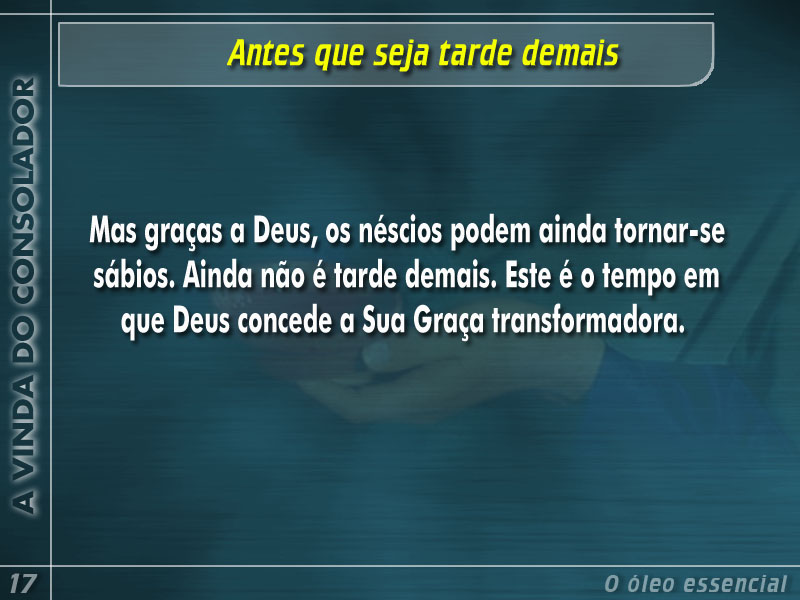 Antes que seja tarde demais
A VINDA DO CONSOLADOR
Mas graças a Deus, os néscios podem ainda tornar-se
sábios. Ainda não é tarde demais. Este é o tempo em
que Deus concede a Sua Graça transformadora.
17
O óleo essencial